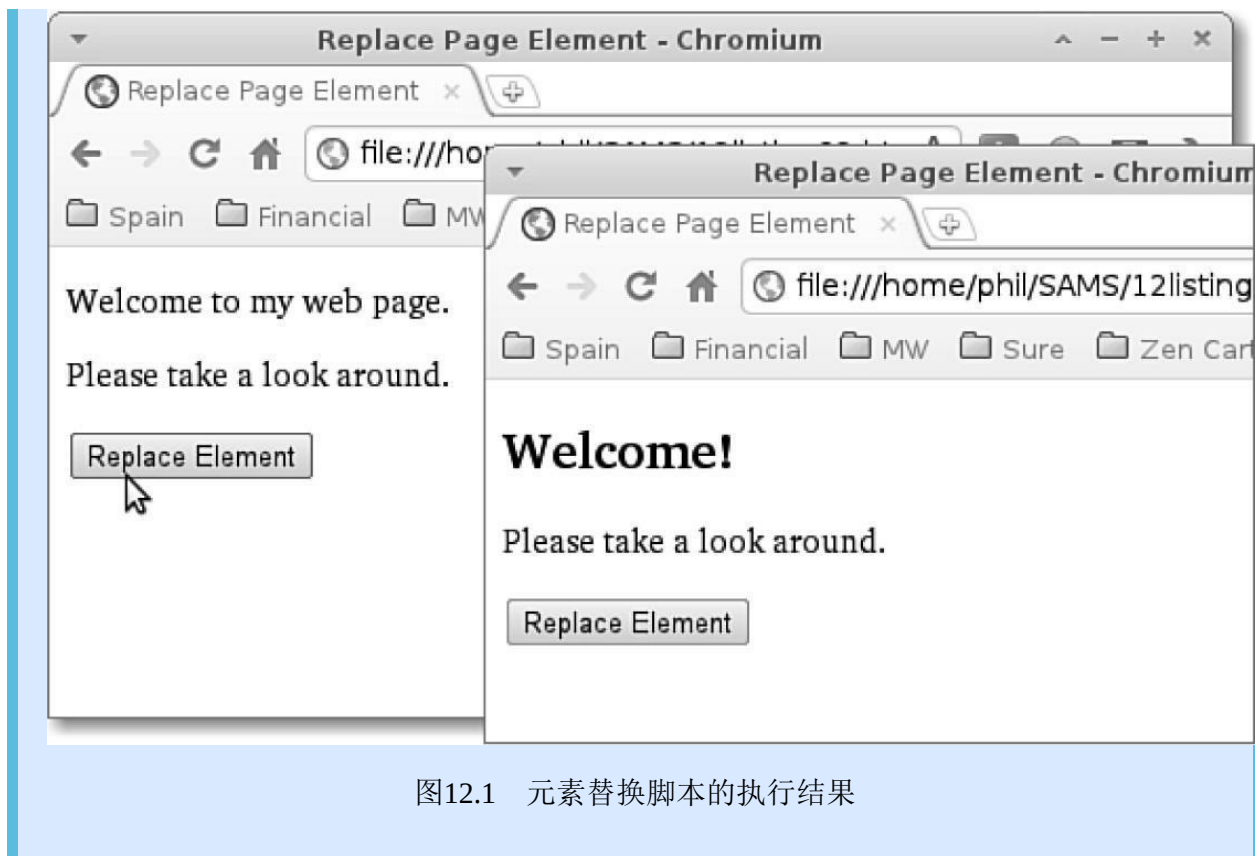 Replace Page Element - Chromium
Replace Page Element
file:///ho
Spain Financial MW
Welcome to my web page.
Please take a look around.
Replace Element
Replace Page Element - Chromium
Replace Page Element
file:///home/phil/SAMS/12listing
Spain Financial MW Sure Zen Cart
Welcome!
Please take a look around.
Replace Element
图12.1 元素替换脚本的执行结果